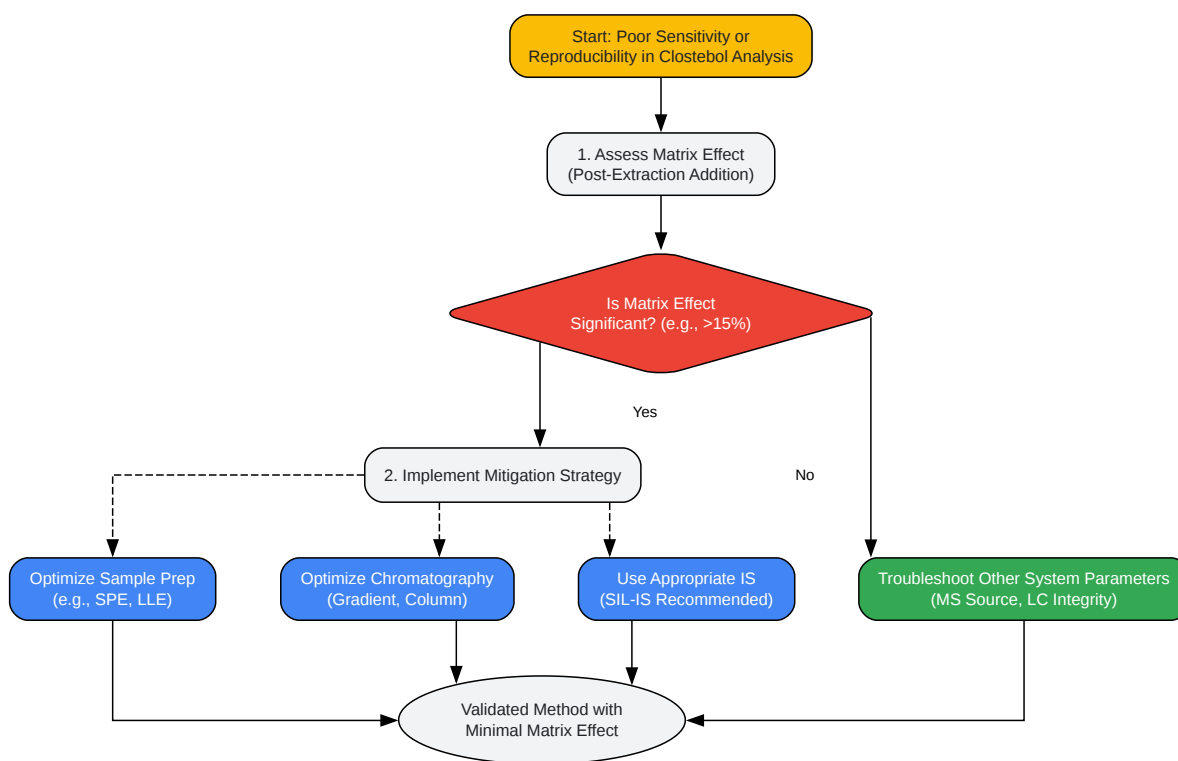 Start: Poor Sensitivity or
Reproducibility in Clostebol Analysis
1. Assess Matrix Effect
(Post-Extraction Addition)
Is Matrix Effect
Significant? (e.g., >15%)
Yes
No
2. Implement Mitigation Strategy
Optimize Sample Prep
(e.g., SPE, LLE)
Optimize Chromatography
(Gradient, Column)
Use Appropriate IS
(SIL-IS Recommended)
Troubleshoot Other System Parameters
(MS Source, LC Integrity)
Validated Method with
Minimal Matrix Effect